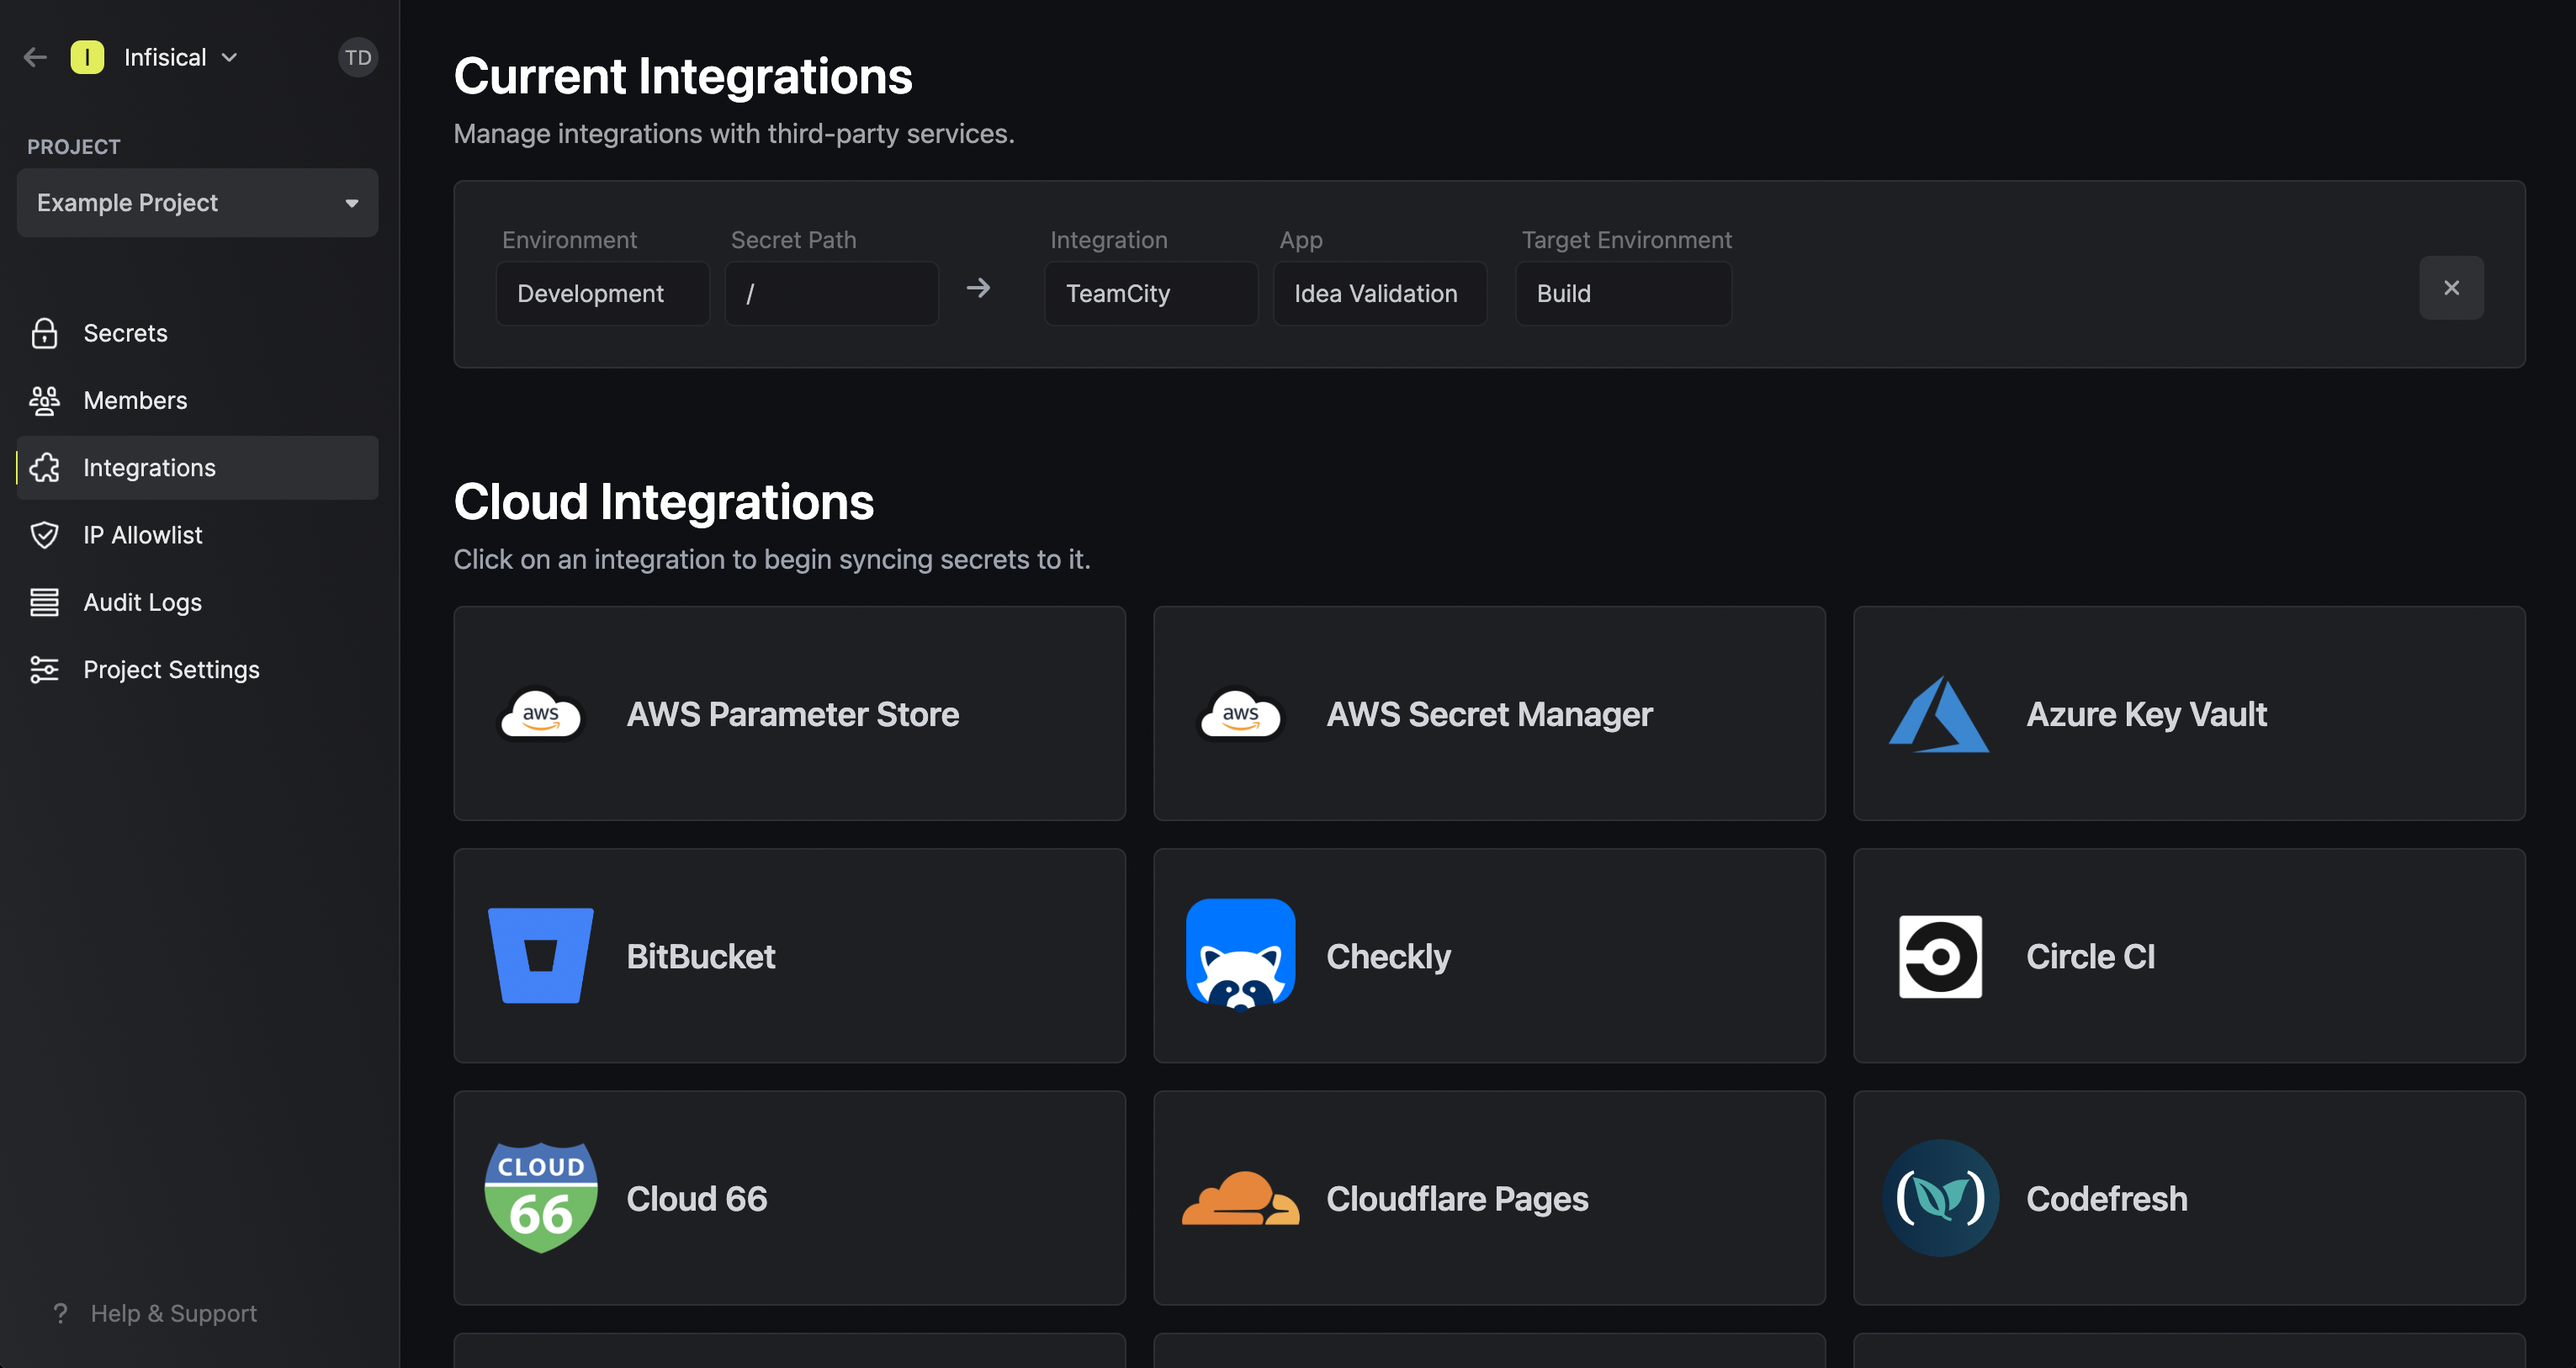 I Infisical TD
PROJECT
Example Project
Secrets
Members
Integrations
IP Allowlist
Audit Logs
Project Settings
? Help & Support
Current Integrations
Manage integrations with third-party services.
Environment Secret Path Integration App Target Environment
Development / TeamCity Idea Validation Build
Cloud Integrations
Click on an integration to begin syncing secrets to it.
aws AWS Parameter Store
aws AWS Secret Manager
Azure Key Vault
BitBucket
Checkly
Circle CI
CLOUD
66
Cloud 66
Cloudflare Pages
Codefresh